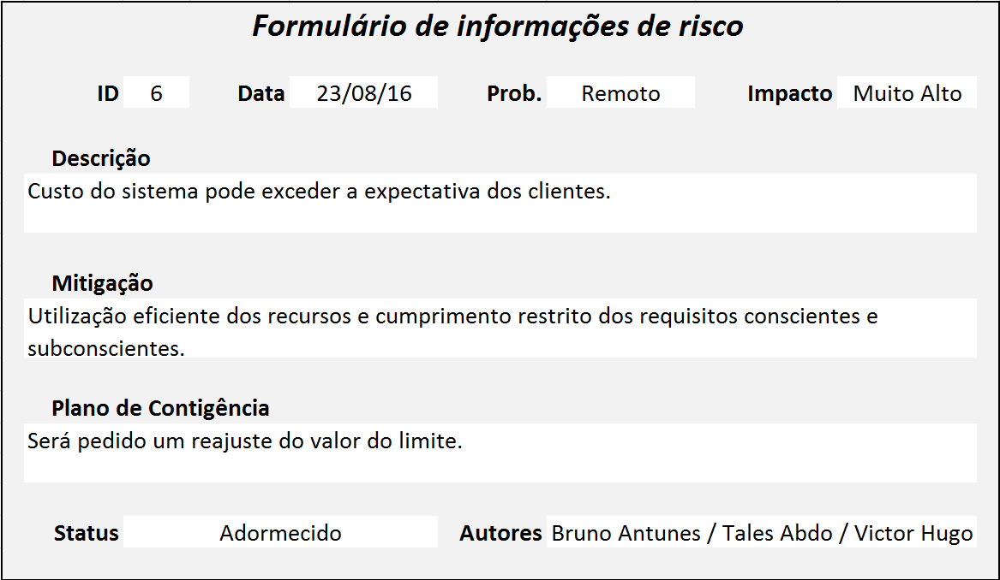 Formulário de informações de risco
ID 6 Data 23/08/16 Prob. Remoto Impacto Muito Alto
Descrição
Custo do sistema pode exceder a expectativa dos clientes.
Mitigação
Utilização eficiente dos recursos e cumprimento restrito dos requisitos conscientes e
subconscientes.
Plano de Contigência
Será pedido um reajuste do valor do limite.
Status Adormecido Autores Bruno Antunes / Tales Abdo / Victor Hugo